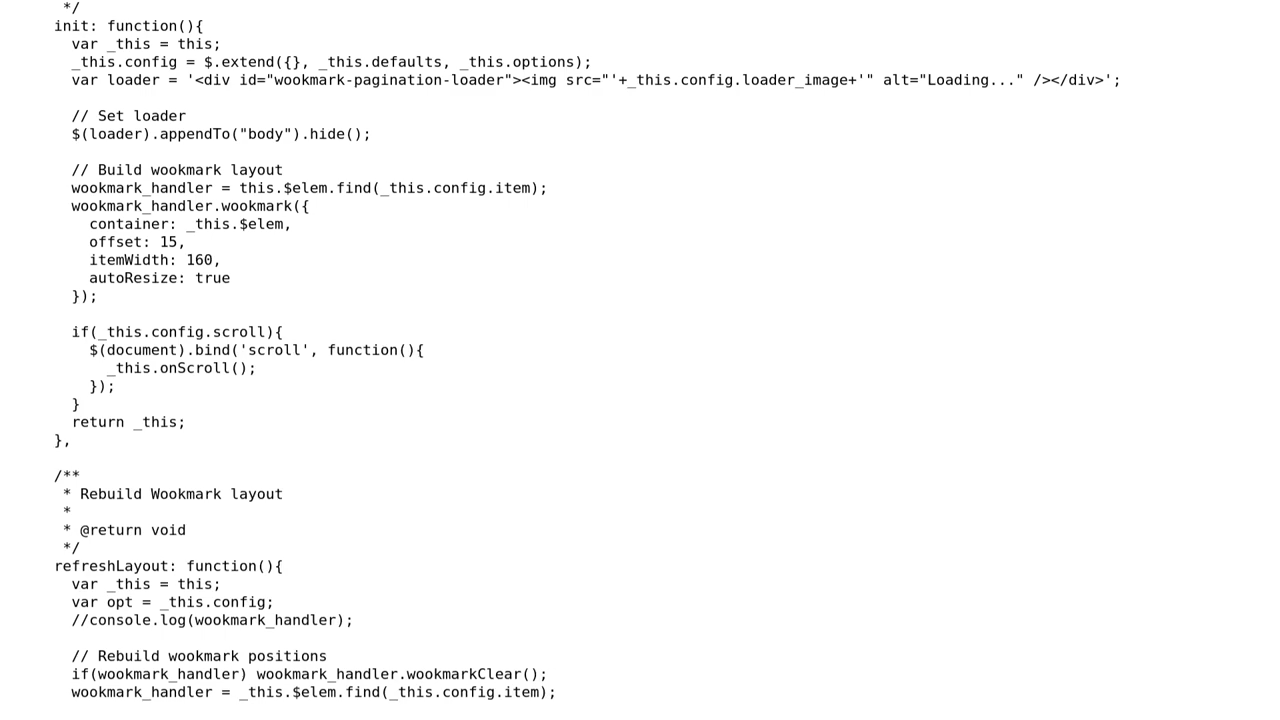 */
init: function(){
  var _this = this;
  _this.config = $.extend({}, _this.defaults, _this.options);
  var loader = '<div id="wookmark-pagination-loader"><img src="'+_this.config.loader_image+'" alt="Loading..." /></div>';

  // Set loader
  $(loader).appendTo("body").hide();

  // Build wookmark layout
  wookmark_handler = this.$elem.find(_this.config.item);
  wookmark_handler.wookmark({
    container: _this.$elem,
    offset: 15,
    itemWidth: 160,
    autoResize: true
  });

  if(_this.config.scroll){
    $(document).bind('scroll', function(){
      _this.onScroll();
    });
  }
  return _this;
},

/**
 * Rebuild Wookmark layout
 *
 * @return void
 */
refreshLayout: function(){
  var _this = this;
  var opt = _this.config;
  //console.log(wookmark_handler);

  // Rebuild wookmark positions
  if(wookmark_handler) wookmark_handler.wookmarkClear();
  wookmark_handler = _this.$elem.find(_this.config.item);